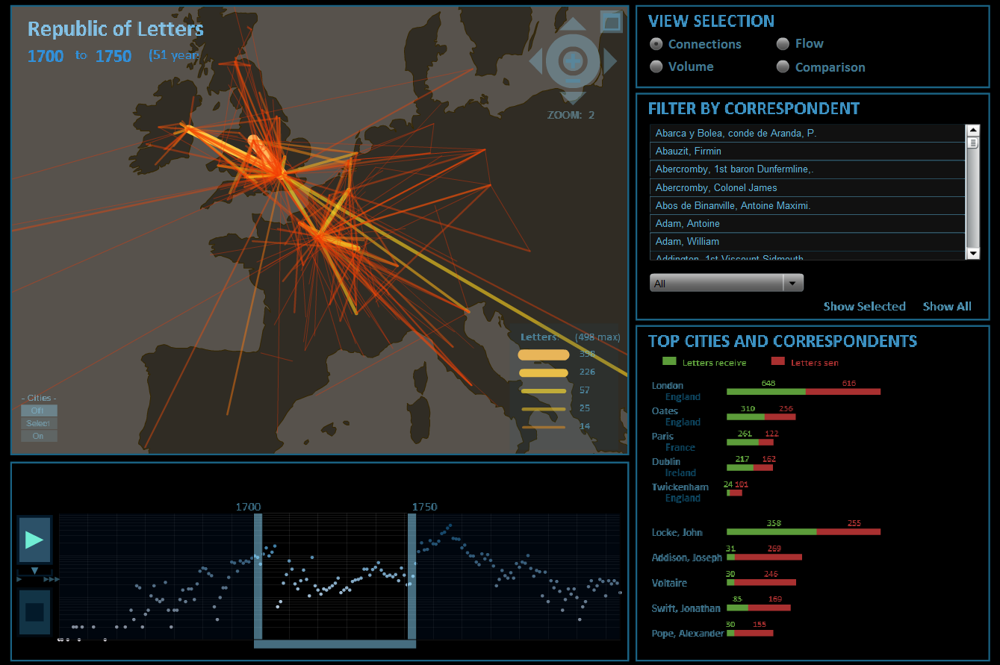 Republic of Letters
1700 to 1750 (51 year
ZOOM: 2
Letters: (498 max)
338
226
57
25
14
- Cities -
Off
Select
On
1700 1750
VIEW SELECTION
Connections Flow
Volume Comparison
FILTER BY CORRESPONDENT
Abarca y Bolea, conde de Aranda, P.
Abauzit, Firmin
Abercromby, 1st baron Dunfermline,.
Abercromby, Colonel James
Abos de Binanville, Antoine Maximi.
Adam, Antoine
Adam, William
Addington, 1st Viscount Sidmouth
All
Show Selected Show All
TOP CITIES AND CORRESPONDENTS
Letters receive Letters sen
London 648 616
England
Oates 310 256
England
Paris 261 122
France
Dublin 217 162
Ireland
Twickenham 24 101
England
Locke, John 358 255
Addison, Joseph 31 269
Voltaire 30 246
Swift, Jonathan 85 169
Pope, Alexander 30 155